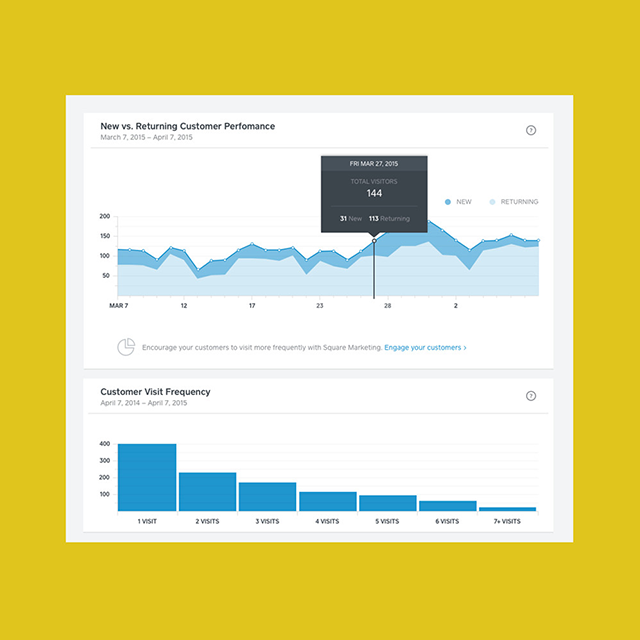 New vs. Returning Customer Perfomance
March 7, 2015 – April 7, 2015
?
FRI MAR 27, 2015
TOTAL VISITORS
144
31 New 113 Returning
NEW RETURNING
200
150
100
50
MAR 7 12 17 23 28 2
Encourage your customers to visit more frequently with Square Marketing. Engage your customers >
Customer Visit Frequency
April 7, 2014 – April 7, 2015
?
400
300
200
100
1 VISIT 2 VISITS 3 VISITS 4 VISITS 5 VISITS 6 VISITS 7+ VISITS